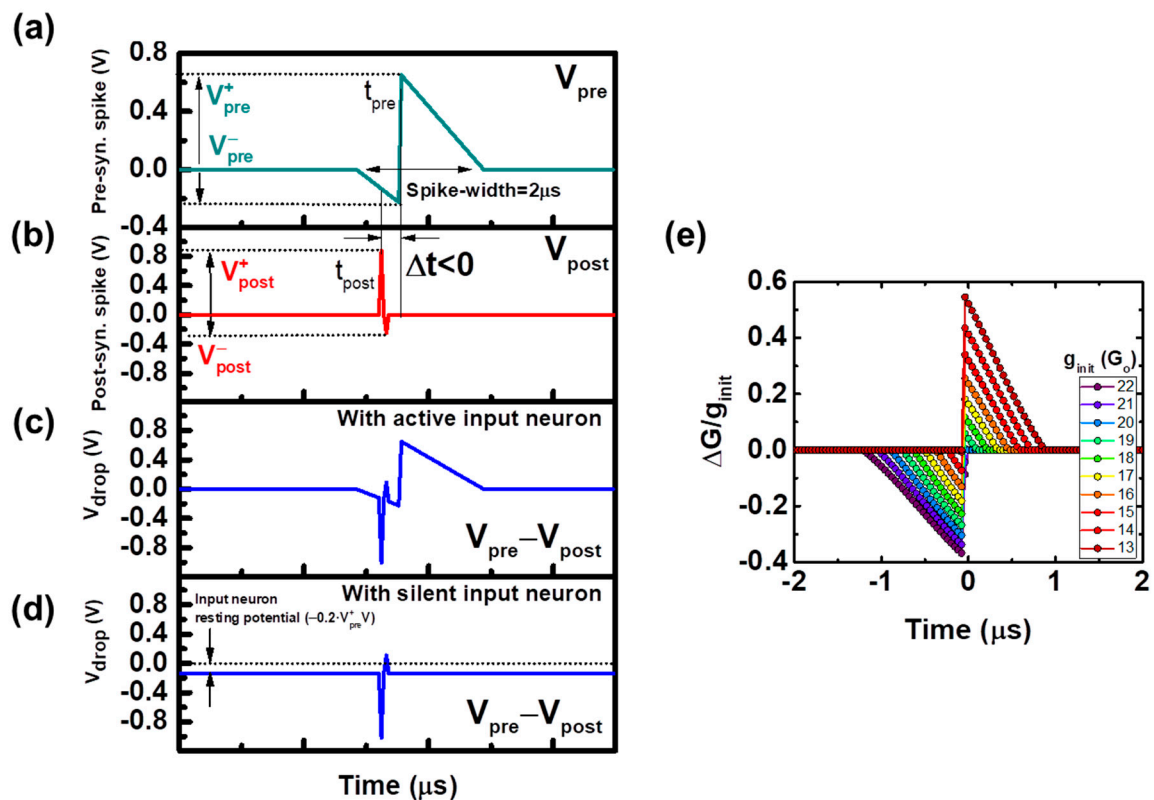 (a)
Pre-syn. spike (V)
0.8
0.4
0.0
-0.4
V⁺pre
V⁻pre
tpre
Vpre
Spike-width=2μs
(b)
Post-syn. spike (V)
0.8
0.4
0.0
-0.4
-0.8
V⁺post
V⁻post
tpost
Δt<0
Vpost
(c)
Vdrop (V)
0.8
0.4
0.0
-0.4
-0.8
With active input neuron
Vpre−Vpost
(d)
Vdrop (V)
0.8
0.4
0.0
-0.4
-0.8
With silent input neuron
Input neuron
resting potential (−0.2·V⁺pre V)
Vpre−Vpost
Time (μs)
(e)
ΔG/ginit
0.6
0.4
0.2
0.0
-0.2
-0.4
-2 -1 0 1 2
Time (μs)
ginit (Go)
22
21
20
19
18
17
16
15
14
13